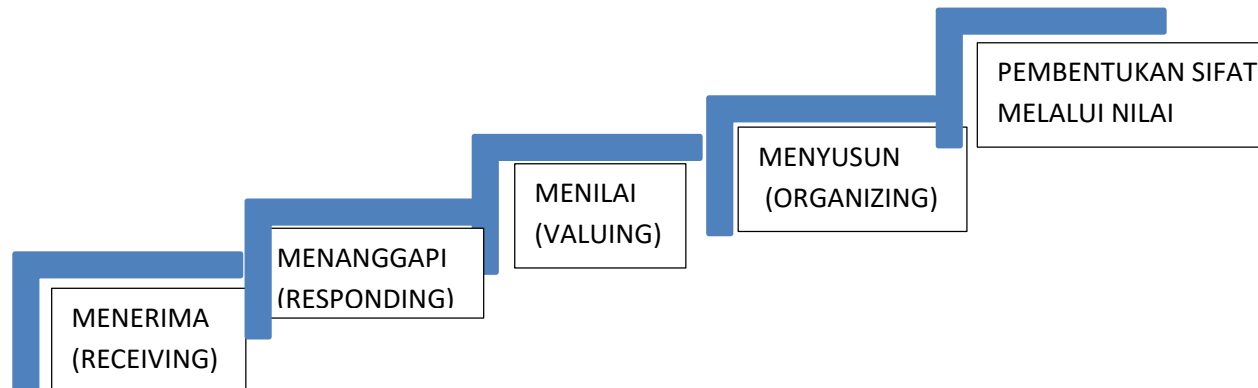 MENERIMA
(RECEIVING)
MENANGGAPI
(RESPONDING)
MENILAI
(VALUING)
MENYUSUN
(ORGANIZING)
PEMBENTUKAN SIFAT
MELALUI NILAI